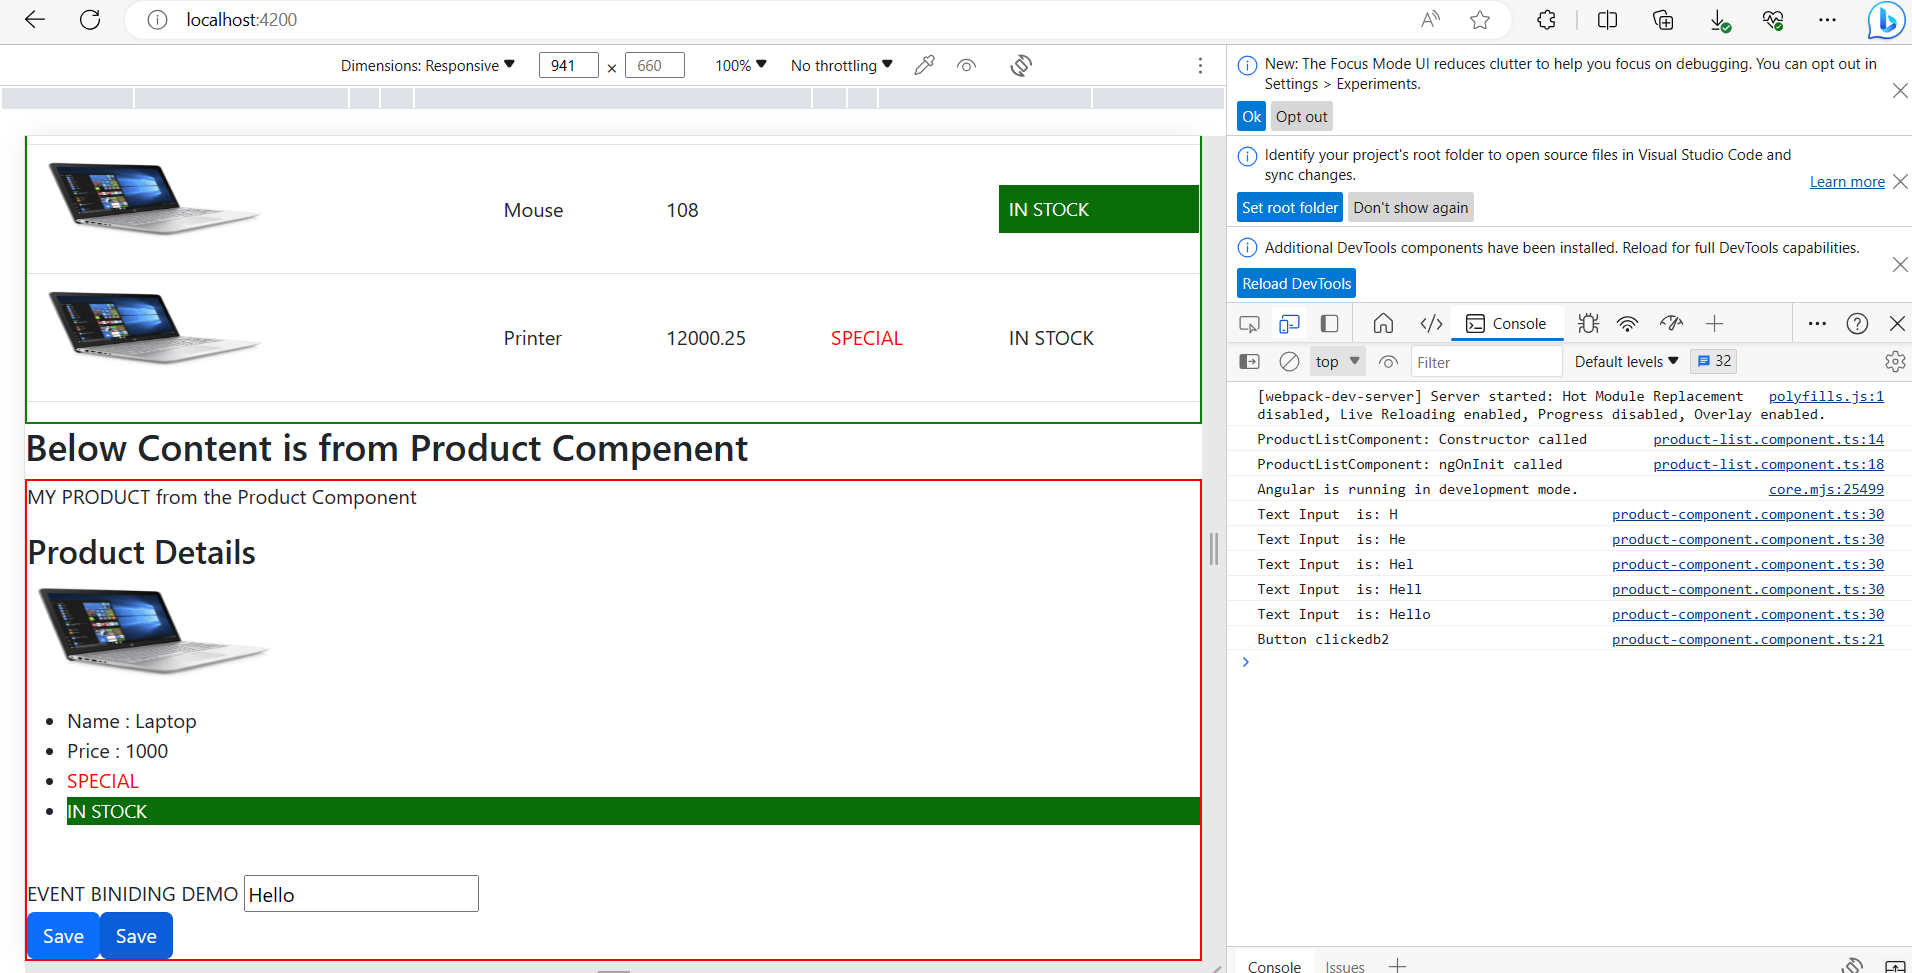 localhost:4200
Dimensions: Responsive 941 × 660 100% No throttling
Mouse 108 IN STOCK
Printer 12000.25 SPECIAL IN STOCK
Below Content is from Product Compenent
MY PRODUCT from the Product Component
Product Details
Name : Laptop
Price : 1000
SPECIAL
IN STOCK
EVENT BINIDING DEMO Hello
Save Save
New: The Focus Mode UI reduces clutter to help you focus on debugging. You can opt out in
Settings > Experiments.
Ok Opt out
Identify your project's root folder to open source files in Visual Studio Code and
sync changes.
Learn more
Set root folder Don't show again
Additional DevTools components have been installed. Reload for full DevTools capabilities.
Reload DevTools
Console
top Filter Default levels 32
[webpack-dev-server] Server started: Hot Module Replacement polyfills.js:1
disabled, Live Reloading enabled, Progress disabled, Overlay enabled.
ProductListComponent: Constructor called product-list.component.ts:14
ProductListComponent: ngOnInit called product-list.component.ts:18
Angular is running in development mode. core.mjs:25499
Text Input  is: H product-component.component.ts:30
Text Input  is: He product-component.component.ts:30
Text Input  is: Hel product-component.component.ts:30
Text Input  is: Hell product-component.component.ts:30
Text Input  is: Hello product-component.component.ts:30
Button clickedb2 product-component.component.ts:21
Console Issues